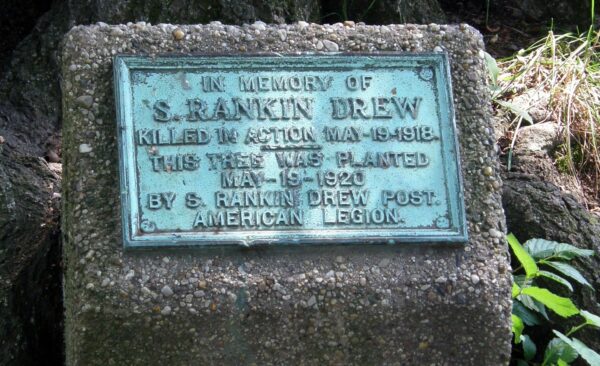 IN MEMORY OF
S. RANKIN DREW
KILLED IN ACTION MAY-19-1918.
THIS TREE WAS PLANTED
MAY-19-1920
BY S. RANKIN DREW POST.
AMERICAN LEGION.